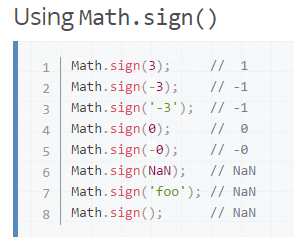 Using Math.sign()
1 Math.sign(3);     //  1
2 Math.sign(-3);    // -1
3 Math.sign('-3');  // -1
4 Math.sign(0);     //  0
5 Math.sign(-0);    // -0
6 Math.sign(NaN);   // NaN
7 Math.sign('foo'); // NaN
8 Math.sign();      // NaN